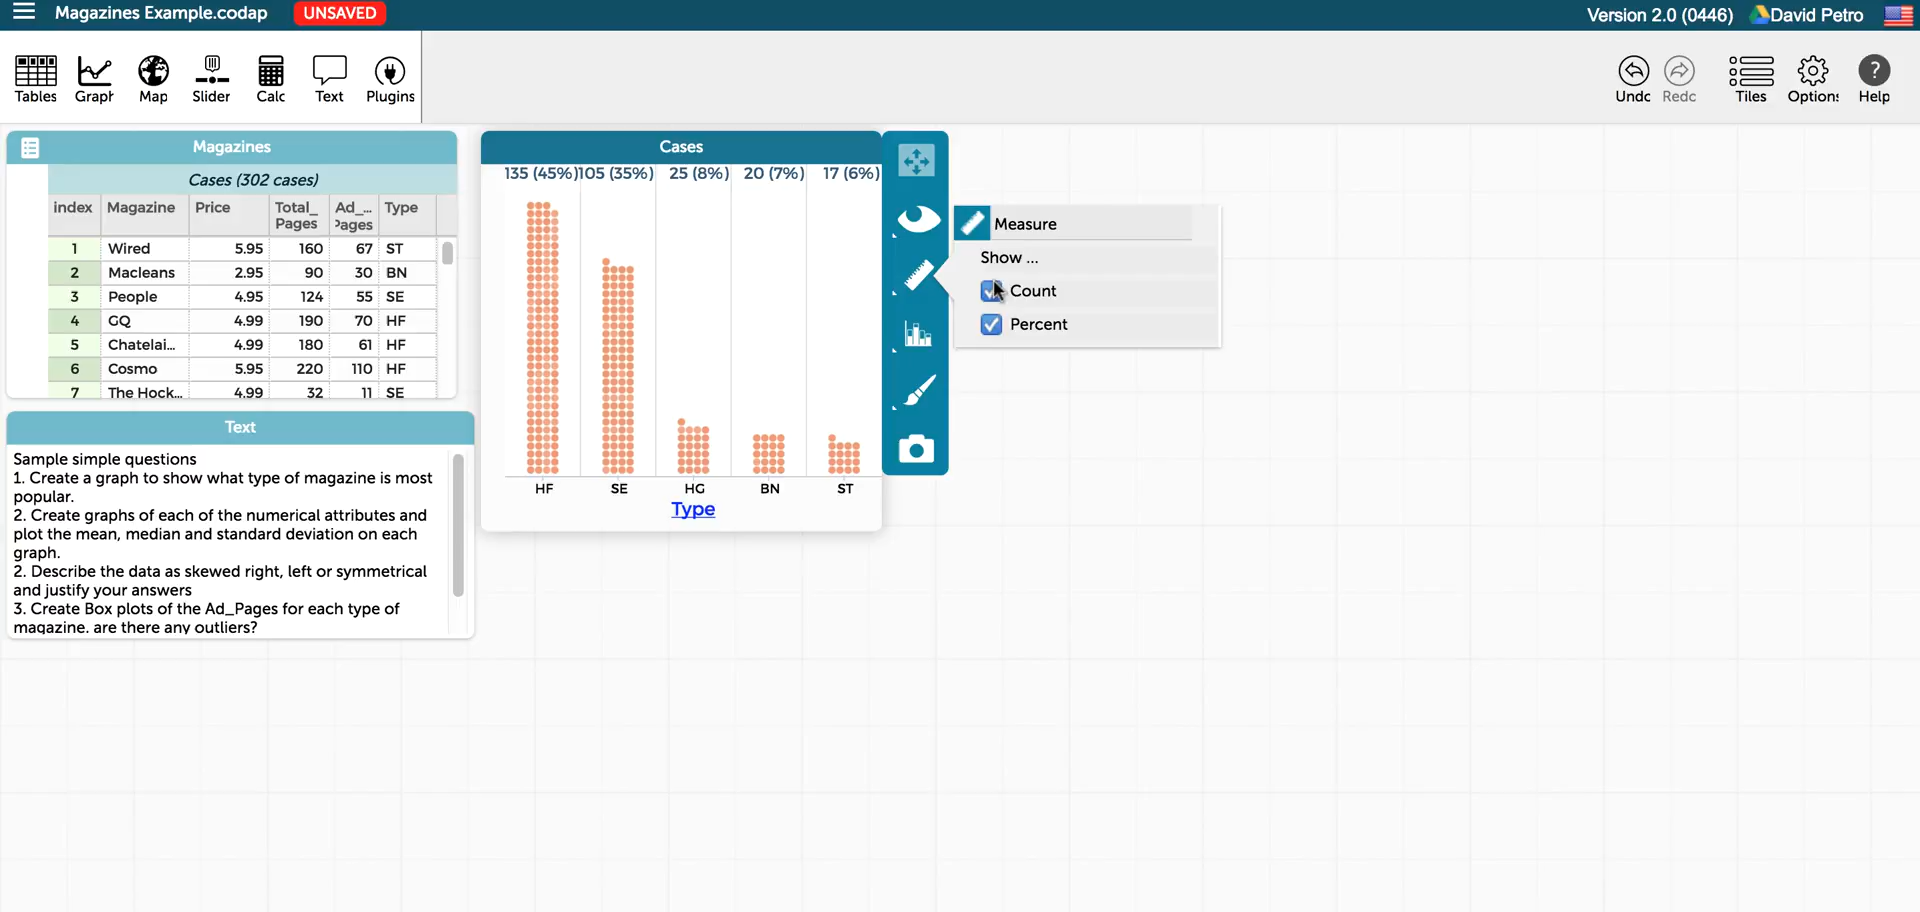 Magazines Example.codap UNSAVED Version 2.0 (0446) David Petro
Tables Graph Map Slider Calc Text Plugins Undo Redo Tiles Options Help
Magazines
Cases (302 cases)
index Magazine Price Total_ Pages Ad_... Pages Type
1 Wired 5.95 160 67 ST
2 Macleans 2.95 90 30 BN
3 People 4.95 124 55 SE
4 GQ 4.99 190 70 HF
5 Chatelai... 4.99 180 61 HF
6 Cosmo 5.95 220 110 HF
7 The Hock... 4.99 32 11 SE
Text
Sample simple questions
1. Create a graph to show what type of magazine is most
popular.
2. Create graphs of each of the numerical attributes and
plot the mean, median and standard deviation on each
graph.
2. Describe the data as skewed right, left or symmetrical
and justify your answers
3. Create Box plots of the Ad_Pages for each type of
magazine. are there any outliers?
Cases
135 (45%) 105 (35%) 25 (8%) 20 (7%) 17 (6%)
HF SE HG BN ST
Type
Measure
Show ...
Count
Percent